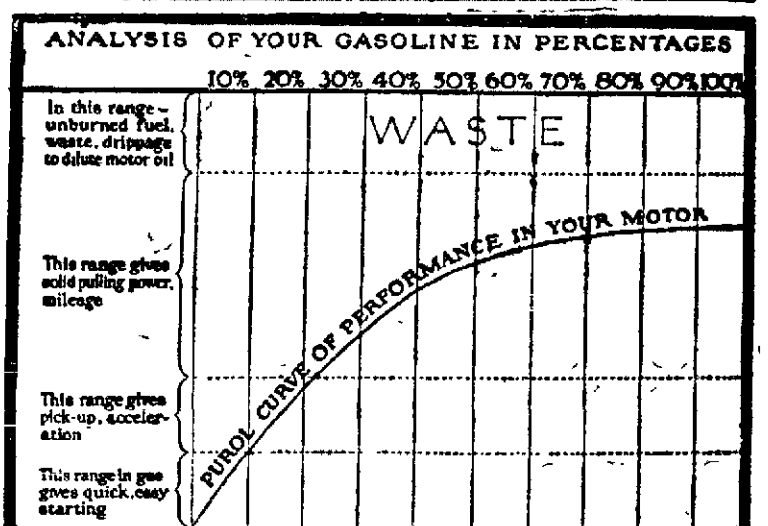 ANALYSIS OF YOUR GASOLINE IN PERCENTAGES
10% 20% 30% 40% 50% 60% 70% 80% 90% 100%
In this range –
unburned fuel,
waste, drippage
to dilute motor oil
WASTE
PUROL CURVE OF PERFORMANCE IN YOUR MOTOR
This range gives
solid pulling power,
mileage
This range gives
pick-up, acceler-
ation
This range in gas
gives quick, easy
starting